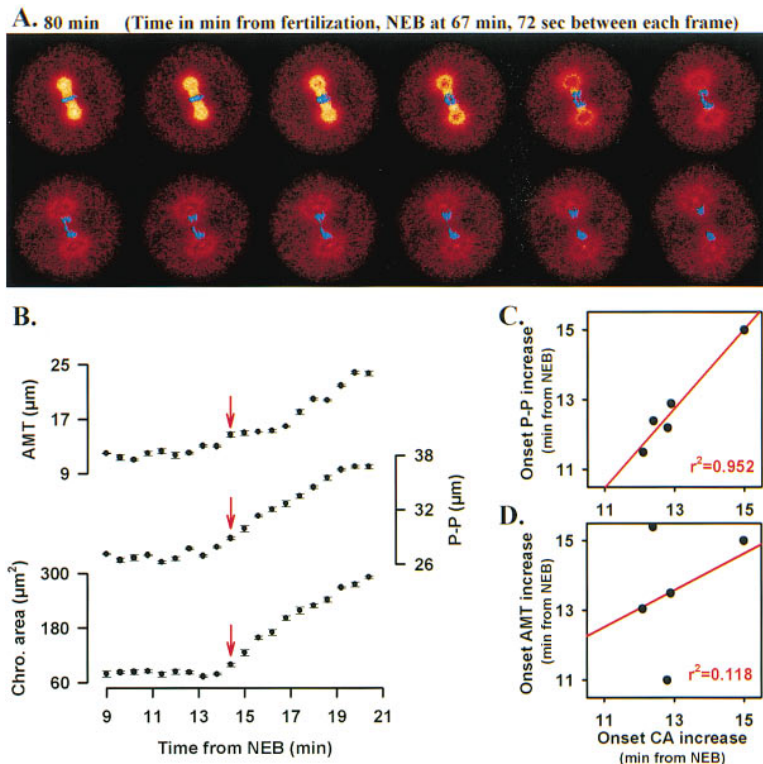 A. 80 min (Time in min from fertilization, NEB at 67 min, 72 sec between each frame)
B.
AMT (µm)
25
17
9
P-P (µm)
38
32
26
Chro. area (µm²)
300
180
60
9 11 13 15 17 19 21
Time from NEB (min)
C.
Onset P-P increase
(min from NEB)
15
13
11
r²=0.952
11 13 15
D.
Onset AMT increase
(min from NEB)
15
13
11
r²=0.118
11 13 15
Onset CA increase
(min from NEB)